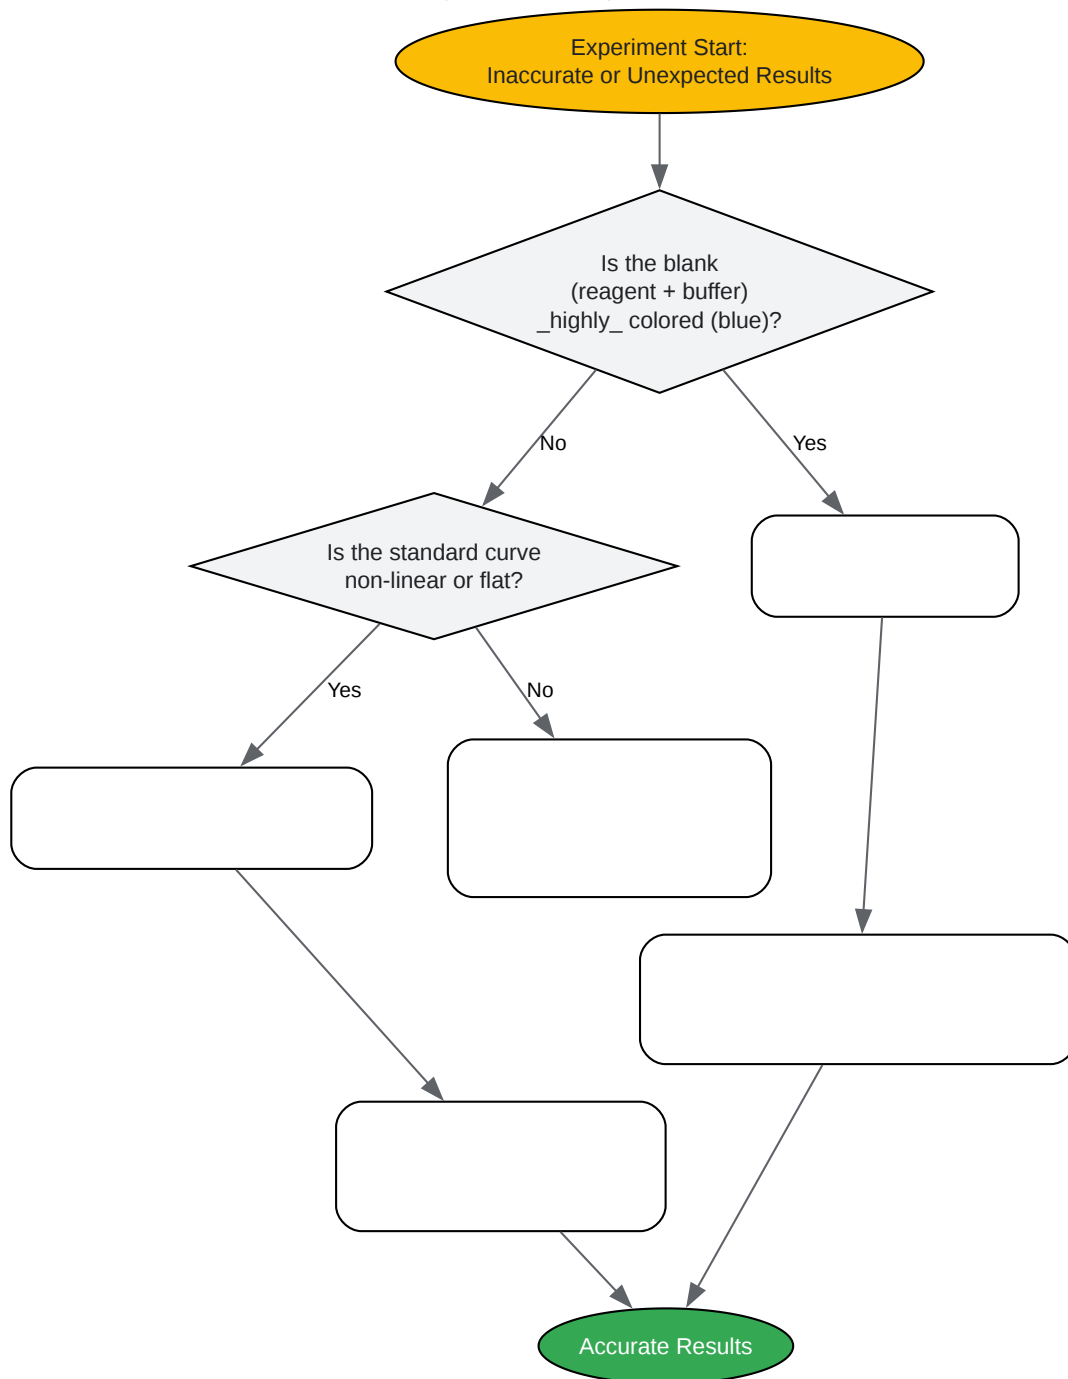 Experiment Start:
Inaccurate or Unexpected Results
Is the blank
(reagent + buffer)
_highly_ colored (blue)?
No
Yes
Is the standard curve
non-linear or flat?
Yes
No
Accurate Results